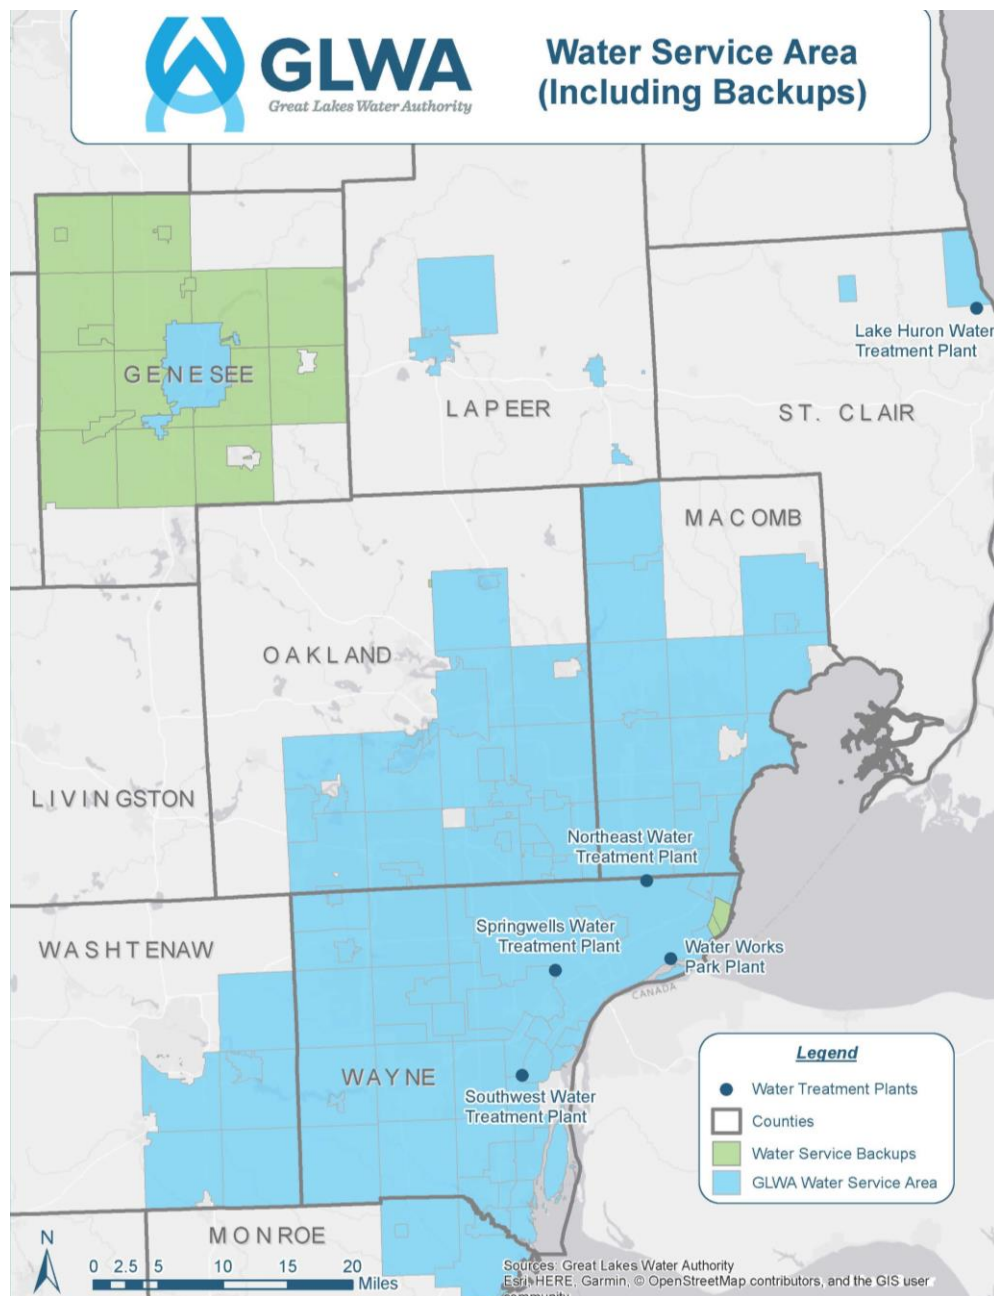 GLWA
Great Lakes Water Authority
Water Service Area
(Including Backups)
Lake Huron Water
Treatment Plant
GENESEE
LAPEER
ST. CLAIR
MACOMB
OAKLAND
LIVINGSTON
Northeast Water
Treatment Plant
Springwells Water
Treatment Plant
WASHTENAW
Water Works
Park Plant
CANADA
WAYNE
Southwest Water
Treatment Plant
Legend
Water Treatment Plants
Counties
Water Service Backups
GLWA Water Service Area
MONROE
N
0 2.5 5 10 15 20
Miles
Sources: Great Lakes Water Authority
Esri, HERE, Garmin, © OpenStreetMap contributors, and the GIS user
community